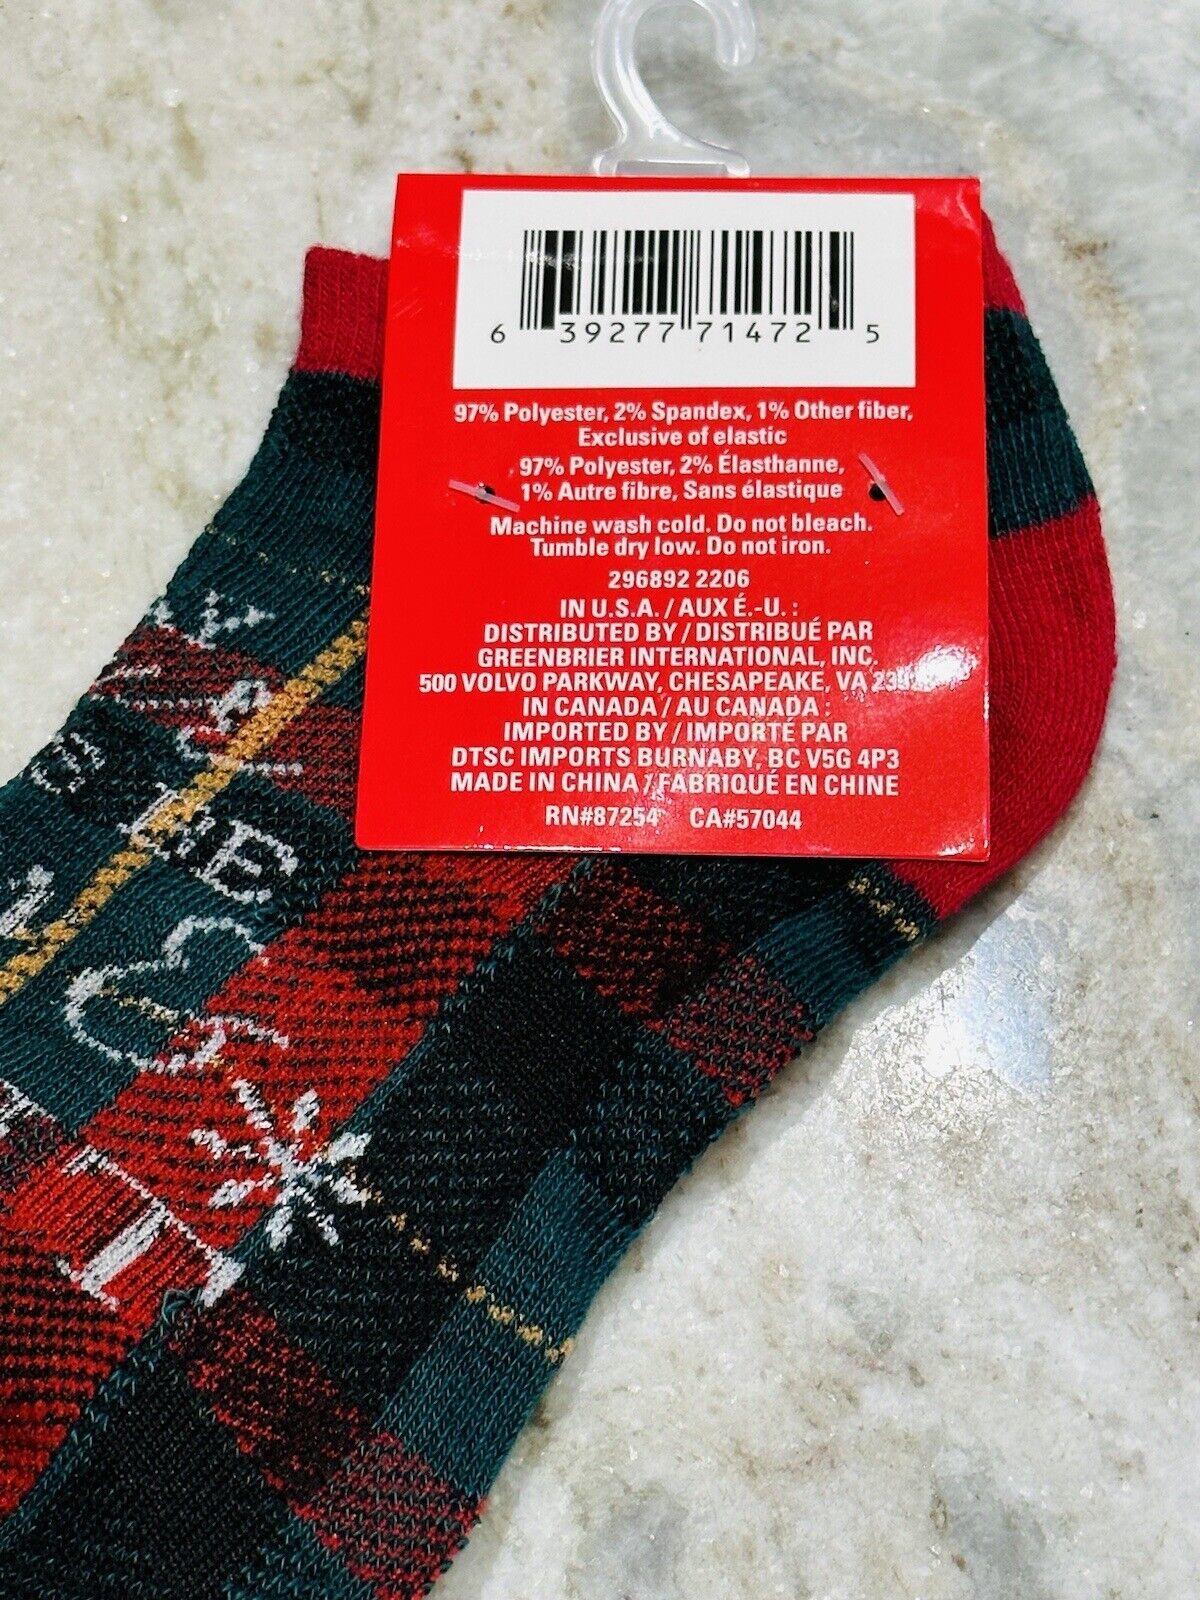 6 39277 71472 5
97% Polyester, 2% Spandex, 1% Other fiber,
Exclusive of elastic
97% Polyester, 2% Élasthanne,
1% Autre fibre, Sans élastique
Machine wash cold. Do not bleach.
Tumble dry low. Do not iron.
296892 2206
IN U.S.A. / AUX É.-U. :
DISTRIBUTED BY / DISTRIBUÉ PAR
GREENBRIER INTERNATIONAL, INC.
500 VOLVO PARKWAY, CHESAPEAKE, VA
IN CANADA / AU CANADA :
IMPORTED BY / IMPORTÉ PAR
DTSC IMPORTS BURNABY, BC V5G 4P3
MADE IN CHINA / FABRIQUÉ EN CHINE
RN#87254 CA#57044